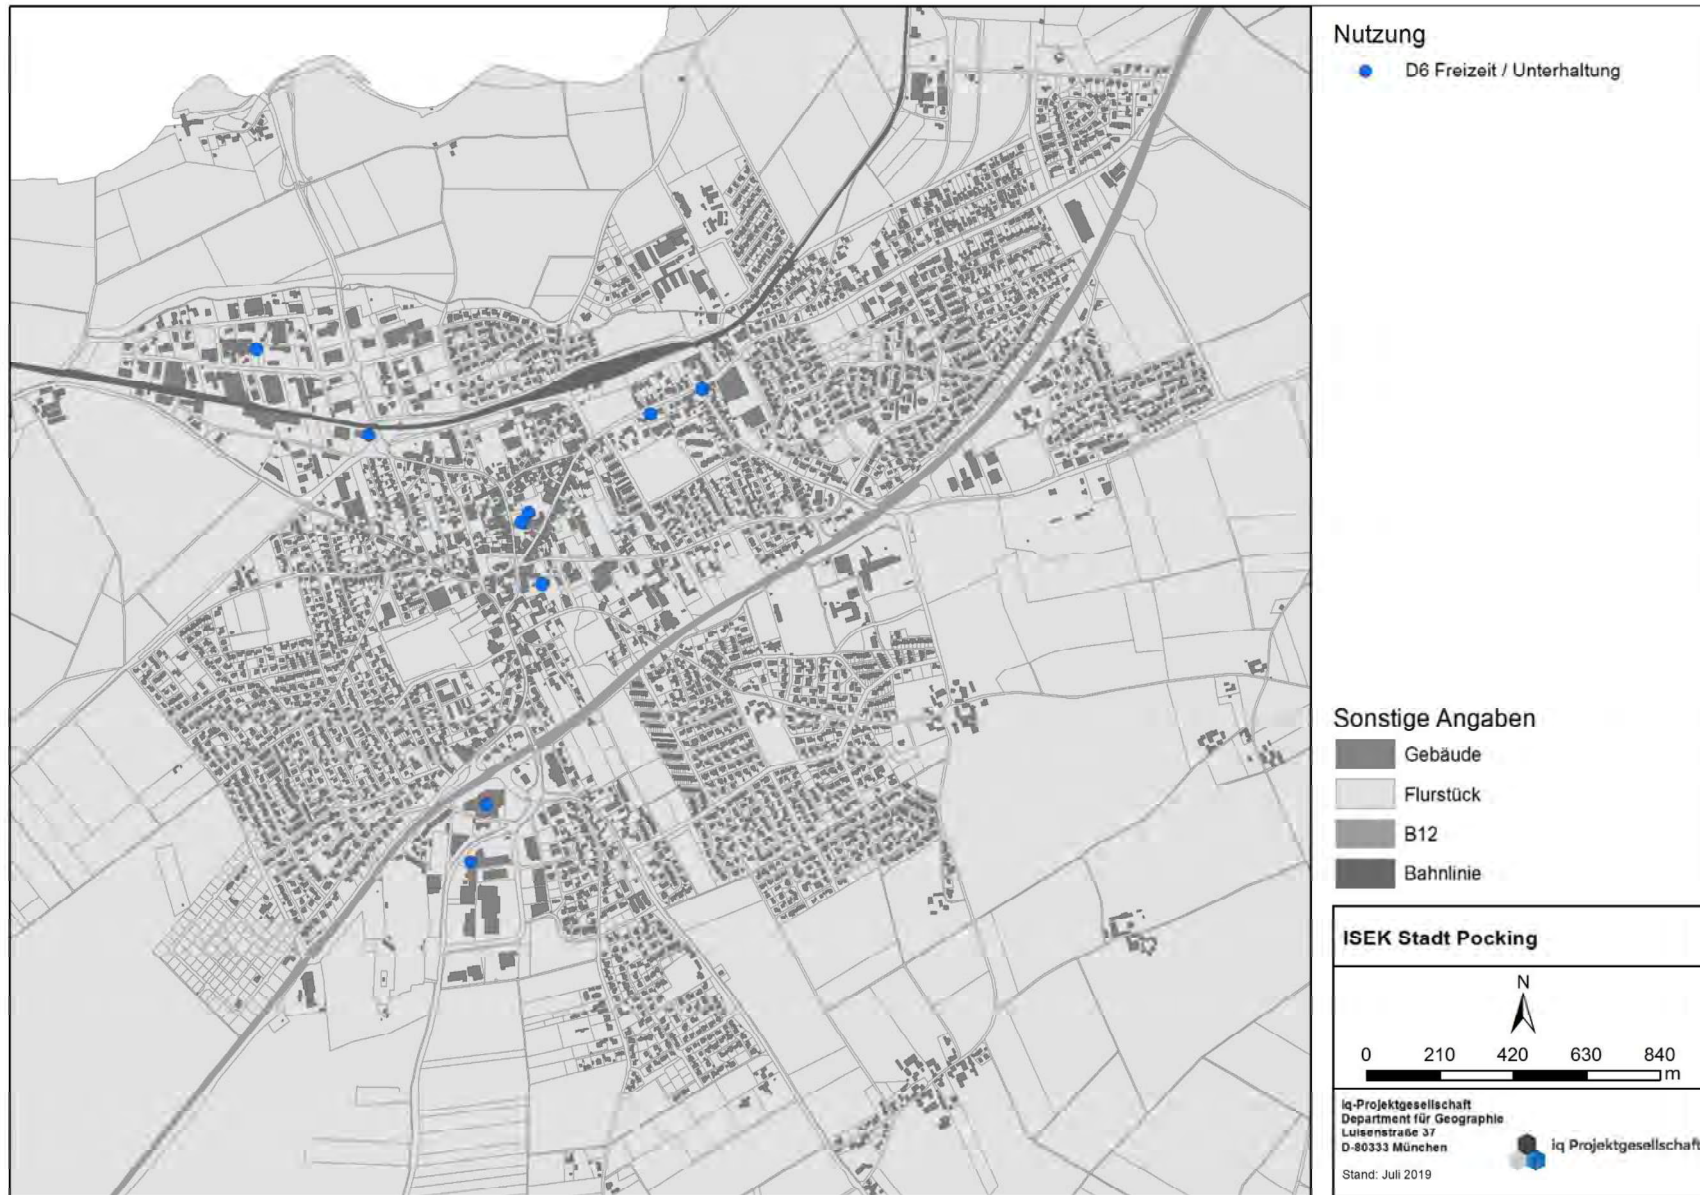 Nutzung
D6 Freizeit / Unterhaltung
Sonstige Angaben
Gebäude
Flurstück
B12
Bahnlinie
ISEK Stadt Pocking
N
0 210 420 630 840
m
iq-Projektgesellschaft
Department für Geographie
Luisenstraße 37
D-80333 München
iq Projektgesellschaft
Stand: Juli 2019